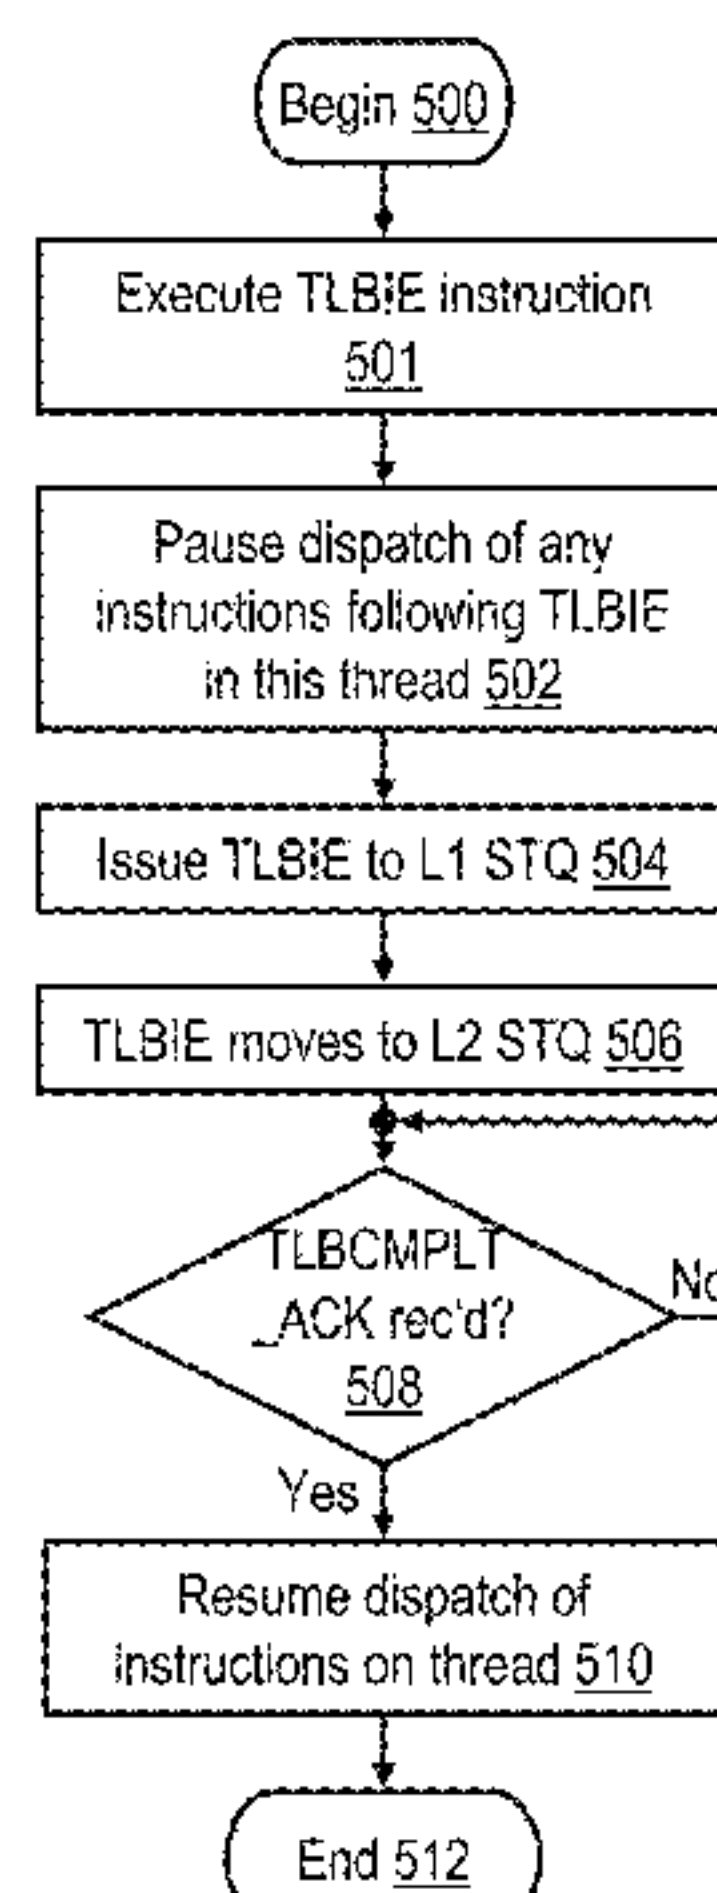 Begin 500
Execute TLBIE instruction
501
Pause dispatch of any
instructions following TLBIE
in this thread 502
Issue TLBIE to L1 STQ 504
TLBIE moves to L2 STQ 506
TLBCMPLT
_ACK rec'd?
508
No
Yes
Resume dispatch of
instructions on thread 510
End 512